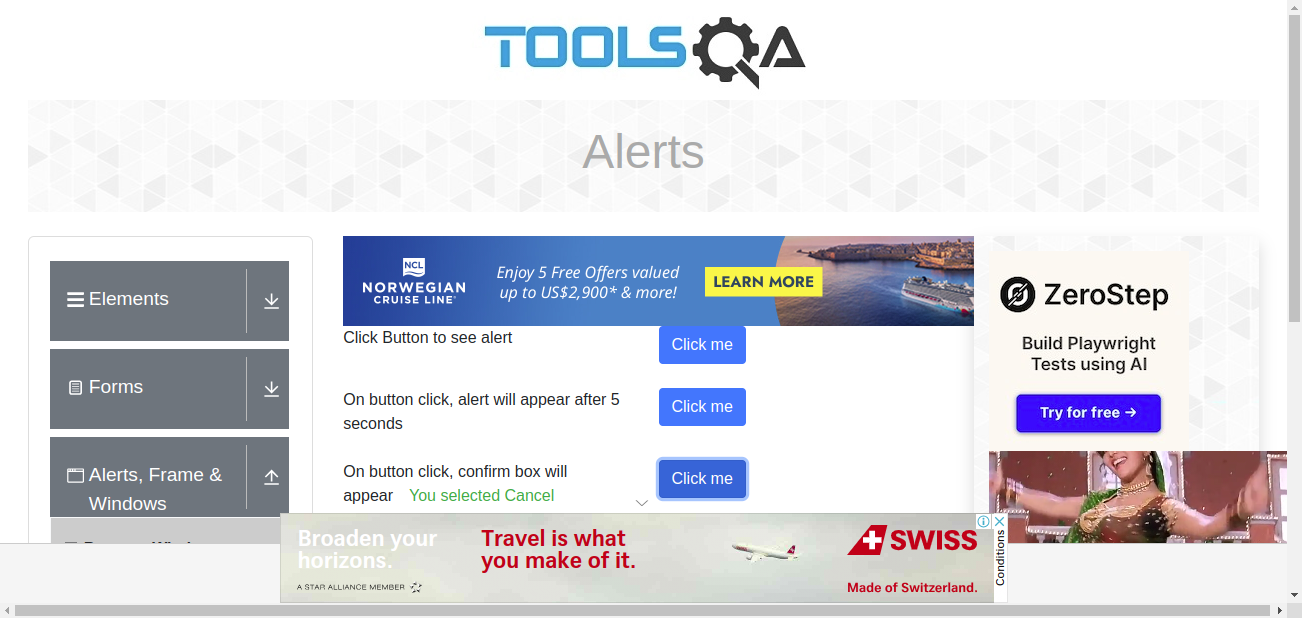 TOOLSQA
Alerts
Elements
Forms
Alerts, Frame &
Windows
NCL
NORWEGIAN
CRUISE LINE®
Enjoy 5 Free Offers valued
up to US$2,900* & more!
LEARN MORE
Click Button to see alert
Click me
On button click, alert will appear after 5
seconds
Click me
On button click, confirm box will
appear You selected Cancel
Click me
ZeroStep
Build Playwright
Tests using AI
Try for free →
Broaden your
horizons.
A STAR ALLIANCE MEMBER
Travel is what
you make of it.
SWISS
Made of Switzerland.
Conditions